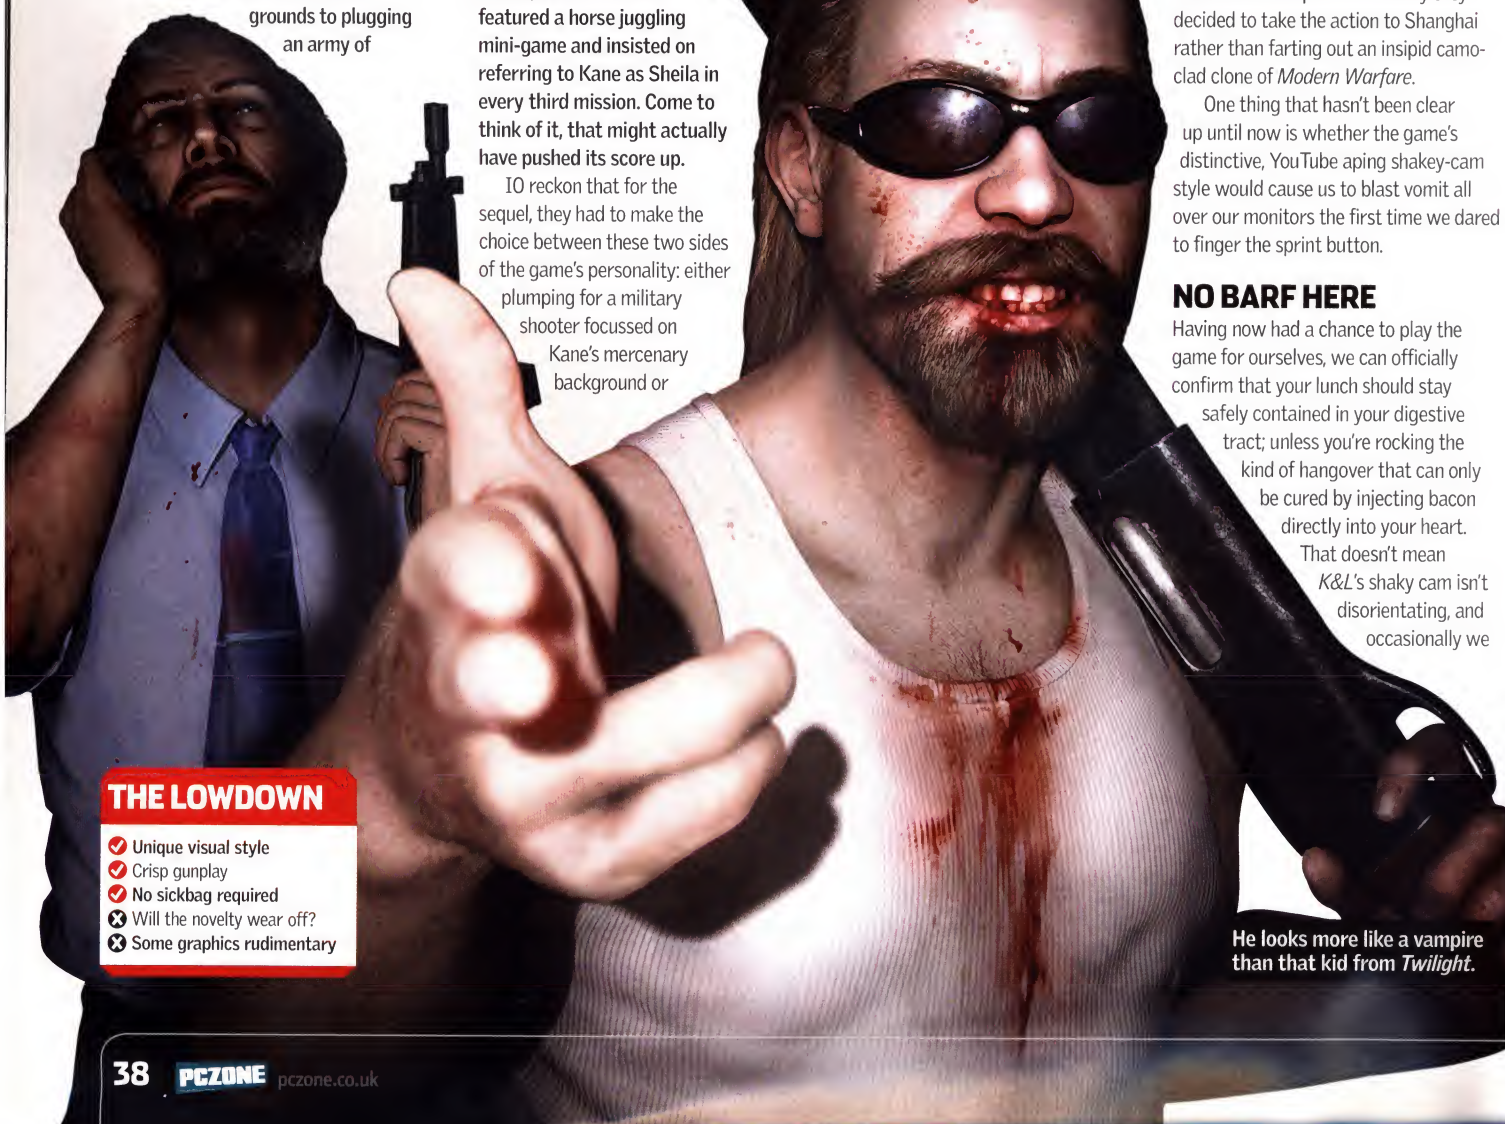 grounds to plugging
an army of
featured a horse juggling
mini-game and insisted on
referring to Kane as Sheila in
every third mission. Come to
think of it, that might actually
have pushed its score up.
IO reckon that for the
sequel, they had to make the
choice between these two sides
of the game's personality: either
plumping for a military
shooter focussed on
Kane's mercenary
background or
decided to take the action to Shanghai
rather than farting out an insipid camo-
clad clone of Modern Warfare.
One thing that hasn't been clear
up until now is whether the game's
distinctive, YouTube aping shakey-cam
style would cause us to blast vomit all
over our monitors the first time we dared
to finger the sprint button.
NO BARF HERE
Having now had a chance to play the
game for ourselves, we can officially
confirm that your lunch should stay
safely contained in your digestive
tract; unless you're rocking the
kind of hangover that can only
be cured by injecting bacon
directly into your heart.
That doesn't mean
K&L's shaky cam isn't
disorientating, and
occasionally we
THE LOWDOWN
Unique visual style
Crisp gunplay
No sickbag required
Will the novelty wear off?
Some graphics rudimentary
He looks more like a vampire
than that kid from Twilight.
38 PCZONE pczone.co.uk